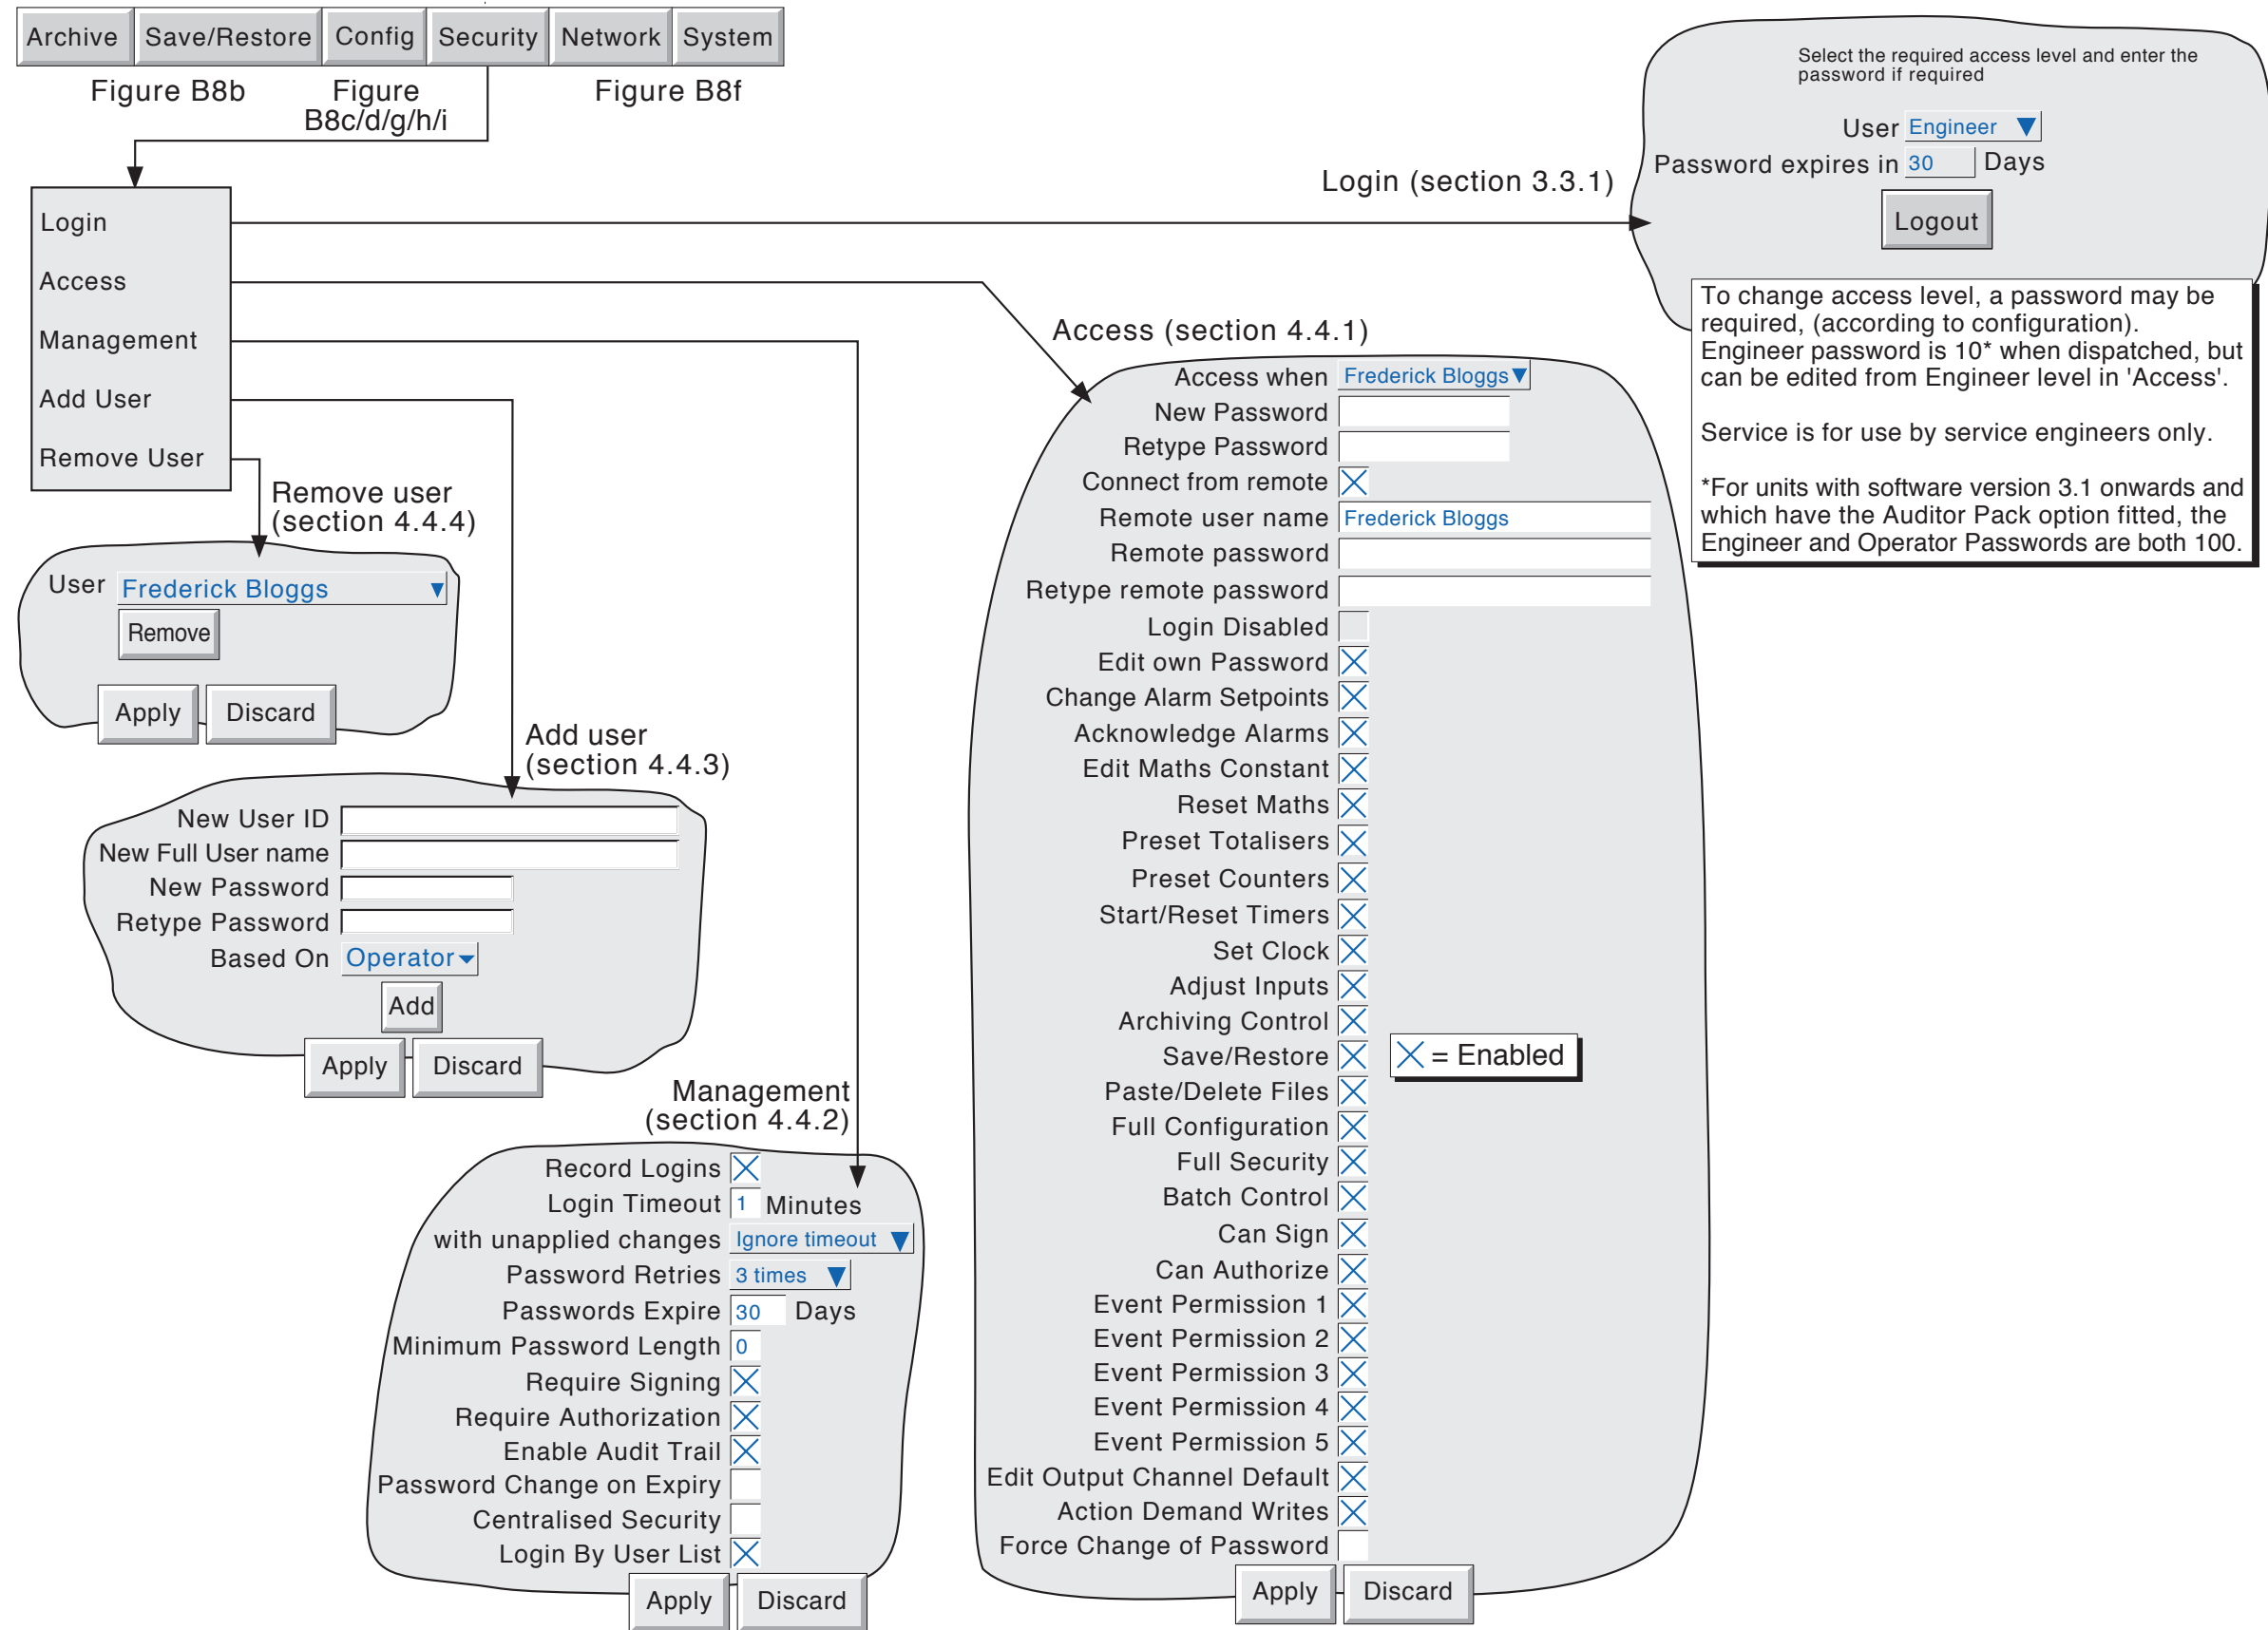 Archive Save/Restore Config Security Network System
Figure B8b
Figure
B8c/d/g/h/i
Figure B8f
Login
Access
Management
Add User
Remove User
Login (section 3.3.1)
Select the required access level and enter the
password if required
User Engineer
Password expires in 30 Days
Logout
To change access level, a password may be
required, (according to configuration).
Engineer password is 10* when dispatched, but
can be edited from Engineer level in 'Access'.
Service is for use by service engineers only.
*For units with software version 3.1 onwards and
which have the Auditor Pack option fitted, the
Engineer and Operator Passwords are both 100.
Remove user
(section 4.4.4)
User Frederick Bloggs
Remove
Apply Discard
Add user
(section 4.4.3)
New User ID
New Full User name
New Password
Retype Password
Based On Operator
Add
Apply Discard
Management
(section 4.4.2)
Record Logins
Login Timeout 1 Minutes
with unapplied changes Ignore timeout
Password Retries 3 times
Passwords Expire 30 Days
Minimum Password Length 0
Require Signing
Require Authorization
Enable Audit Trail
Password Change on Expiry
Centralised Security
Login By User List
Apply Discard
Access (section 4.4.1)
Access when Frederick Bloggs
New Password
Retype Password
Connect from remote
Remote user name Frederick Bloggs
Remote password
Retype remote password
Login Disabled
Edit own Password
Change Alarm Setpoints
Acknowledge Alarms
Edit Maths Constant
Reset Maths
Preset Totalisers
Preset Counters
Start/Reset Timers
Set Clock
Adjust Inputs
Archiving Control
Save/Restore
= Enabled
Paste/Delete Files
Full Configuration
Full Security
Batch Control
Can Sign
Can Authorize
Event Permission 1
Event Permission 2
Event Permission 3
Event Permission 4
Event Permission 5
Edit Output Channel Default
Action Demand Writes
Force Change of Password
Apply Discard